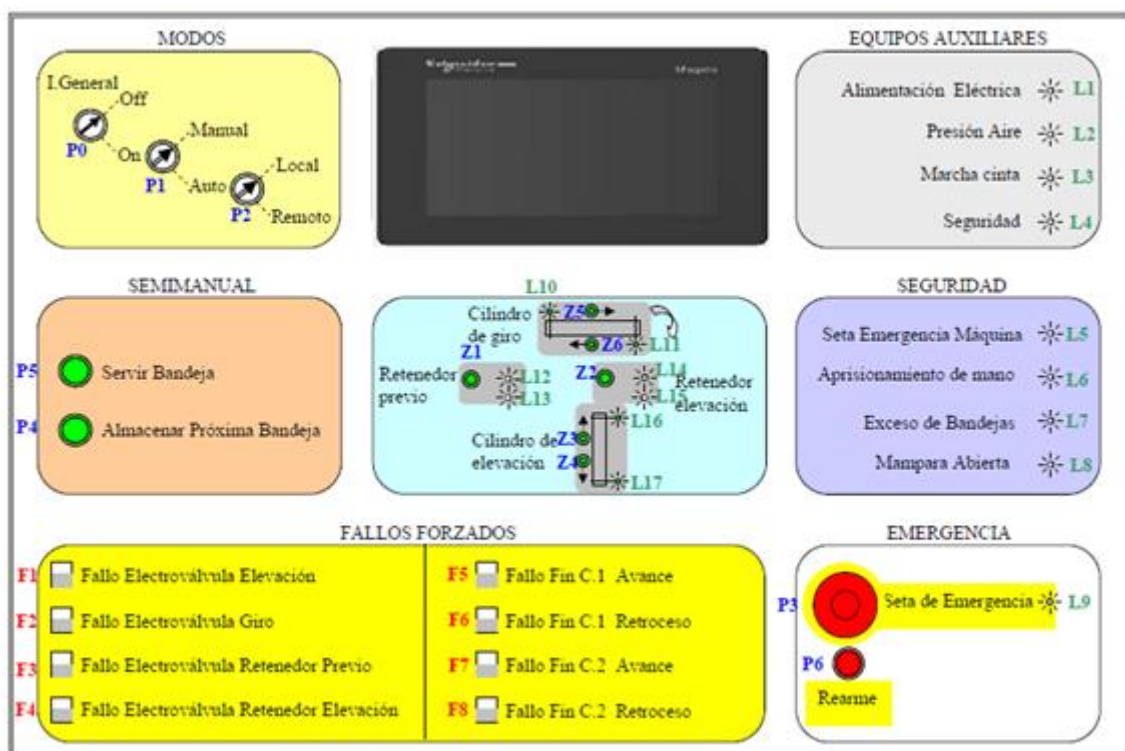 MODOS
I.General
Off
P0
On
Manual
P1
Auto
Local
P2
Remoto
EQUIPOS AUXILIARES
Alimentación Eléctrica L1
Presión Aire L2
Marcha cinta L3
Seguridad L4
SEMIMANUAL
P5 Servir Bandeja
P4 Almacenar Próxima Bandeja
L10
Cilindro
de giro
Z5
Z6
L11
Z1
Retenedor
previo
L12
L13
Z2
L14
L15
Retenedor
elevación
L16
Cilindro de
elevación
Z3
Z4
L17
SEGURIDAD
Seta Emergencia Máquina L5
Aprisionamiento de mano L6
Exceso de Bandejas L7
Mampara Abierta L8
FALLOS FORZADOS
F1 Fallo Electroválvula Elevación
F2 Fallo Electroválvula Giro
F3 Fallo Electroválvula Retenedor Previo
F4 Fallo Electroválvula Retenedor Elevación
F5 Fallo Fin C.1 Avance
F6 Fallo Fin C.1 Retroceso
F7 Fallo Fin C.2 Avance
F8 Fallo Fin C.2 Retroceso
EMERGENCIA
P3 Seta de Emergencia L9
P6
Rearme